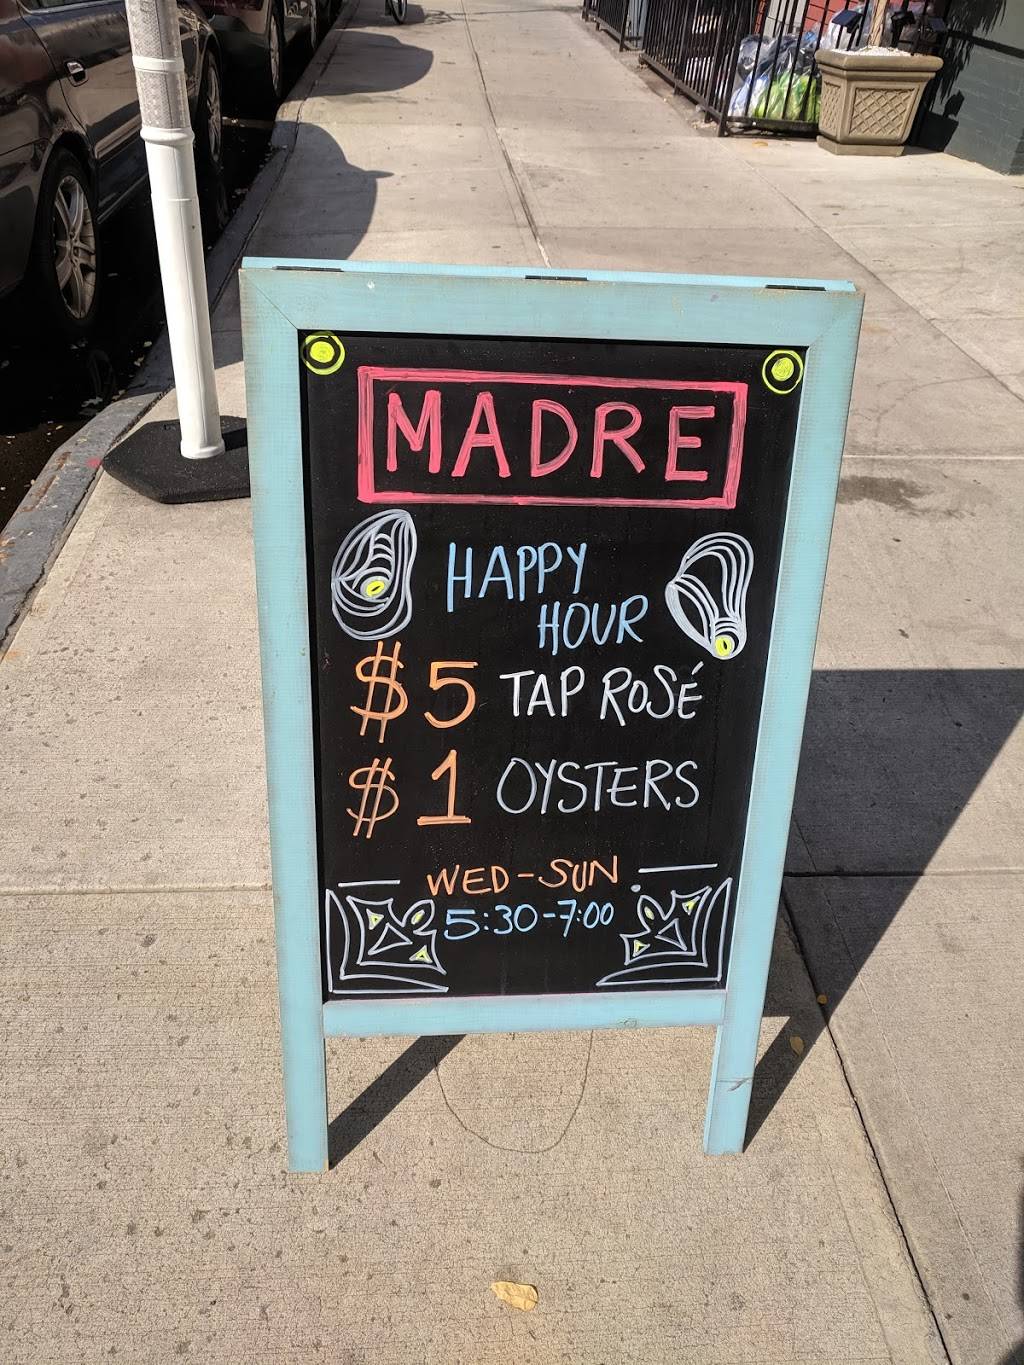 MADRE
HAPPY
HOUR
$5 TAP ROSÉ
$1 OYSTERS
WED-SUN
5:30-7:00